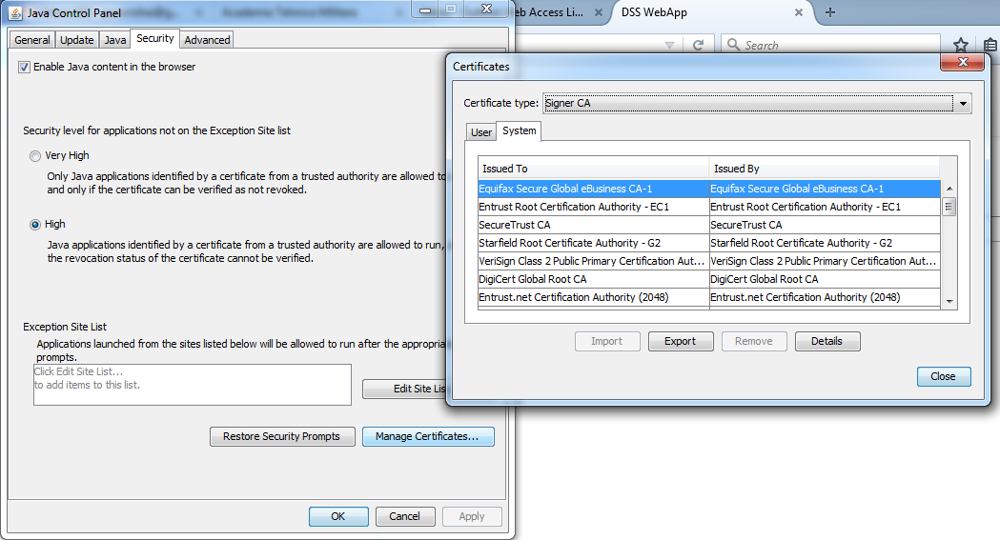 Java Control Panel
General
Update
Java
Security
Advanced
Enable Java content in the browser
Security level for applications not on the Exception Site list
Very High
Only Java applications identified by a certificate from a trusted authority are allowed to
and only if the certificate can be verified as not revoked.
High
Java applications identified by a certificate from a trusted authority are allowed to run,
the revocation status of the certificate cannot be verified.
Exception Site List
Applications launched from the sites listed below will be allowed to run after the appropria
prompts.
Click Edit Site List...
to add items to this list.
Edit Site Lis
Restore Security Prompts
Manage Certificates...
OK
Cancel
Apply
Web Access Li...
DSS WebApp
Search
Certificates
Certificate type:
Signer CA
User
System
Issued To
Issued By
Equifax Secure Global eBusiness CA-1
Equifax Secure Global eBusiness CA-1
Entrust Root Certification Authority - EC1
Entrust Root Certification Authority - EC1
SecureTrust CA
SecureTrust CA
Starfield Root Certificate Authority - G2
Starfield Root Certificate Authority - G2
VeriSign Class 2 Public Primary Certification Aut...
VeriSign Class 2 Public Primary Certification Aut...
DigiCert Global Root CA
DigiCert Global Root CA
Entrust.net Certification Authority (2048)
Entrust.net Certification Authority (2048)
Import
Export
Remove
Details
Close